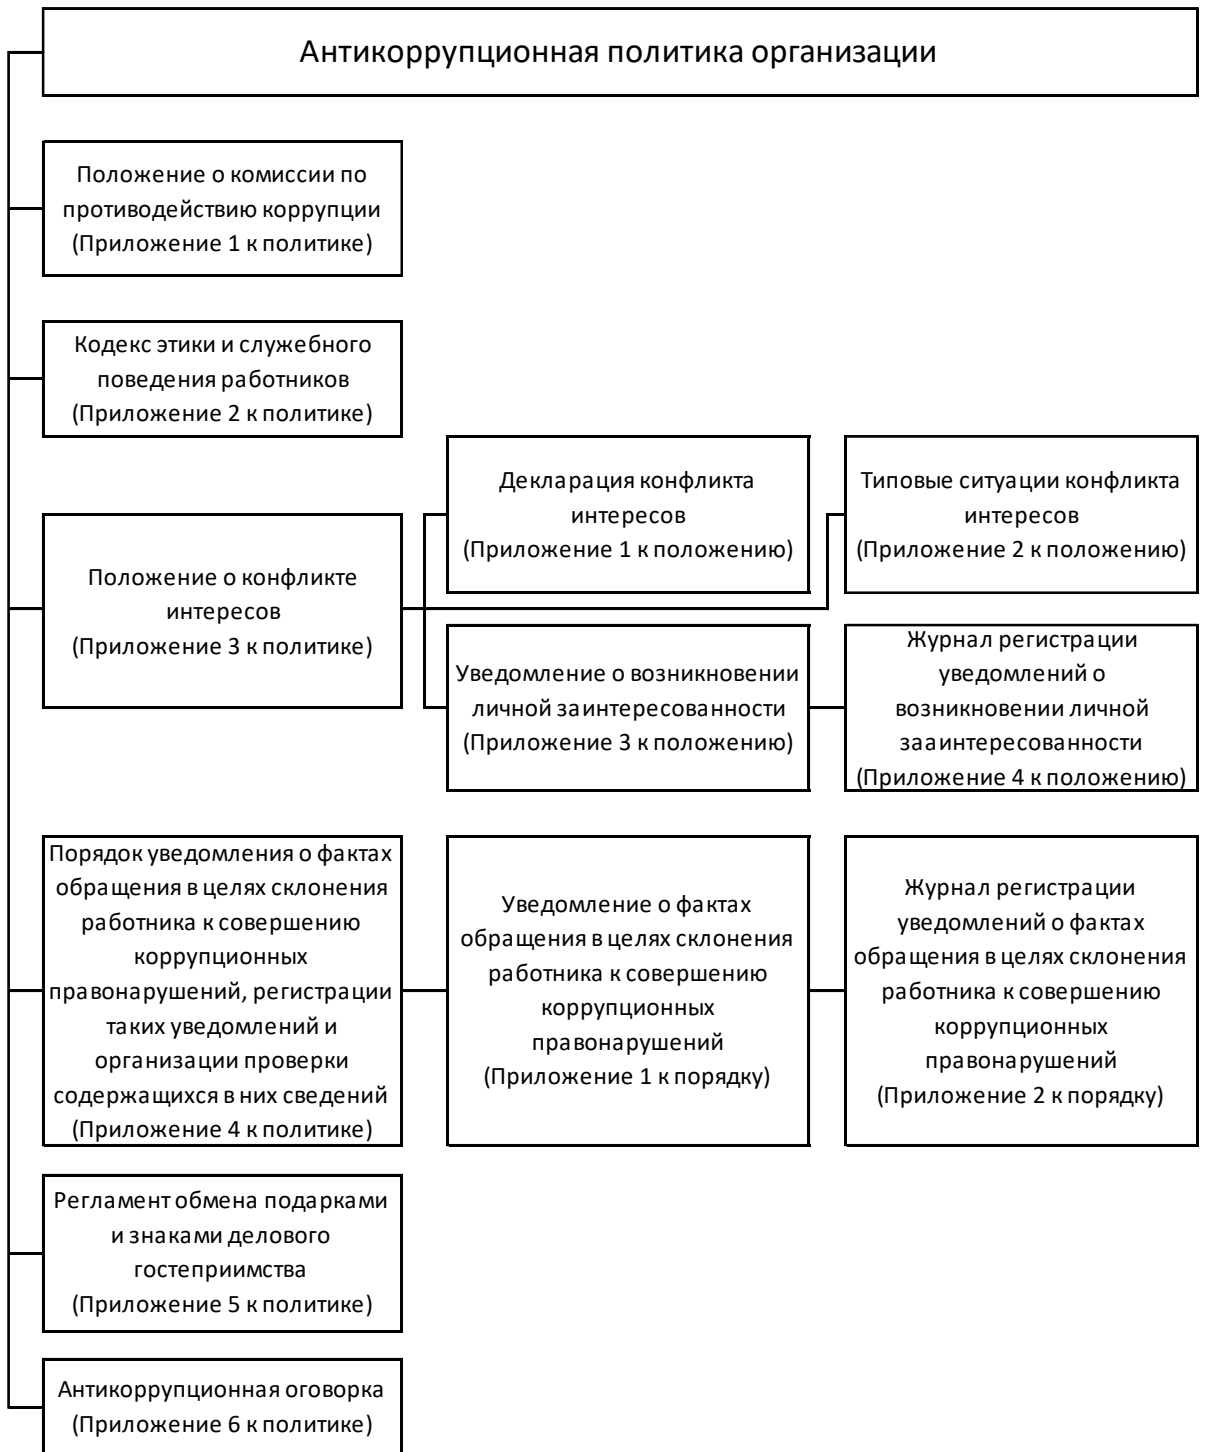 Антикоррупционная политика организации
Положение о комиссии по
противодействию коррупции
(Приложение 1 к политике)
Кодекс этики и служебного
поведения работников
(Приложение 2 к политике)
Положение о конфликте
интересов
(Приложение 3 к политике)
Декларация конфликта
интересов
(Приложение 1 к положению)
Типовые ситуации конфликта
интересов
(Приложение 2 к положению)
Уведомление о возникновении
личной заинтересованности
(Приложение 3 к положению)
Журнал регистрации
уведомлений о
возникновении личной
зааинтересованности
(Приложение 4 к положению)
Порядок уведомления о фактах
обращения в целях склонения
работника к совершению
коррупционных
правонарушений, регистрации
таких уведомлений и
организации проверки
содержащихся в них сведений
(Приложение 4 к политике)
Уведомление о фактах
обращения в целях склонения
работника к совершению
коррупционных
правонарушений
(Приложение 1 к порядку)
Журнал регистрации
уведомлений о фактах
обращения в целях склонения
работника к совершению
коррупционных
правонарушений
(Приложение 2 к порядку)
Регламент обмена подарками
и знаками делового
гостеприимства
(Приложение 5 к политике)
Антикоррупционная оговорка
(Приложение 6 к политике)